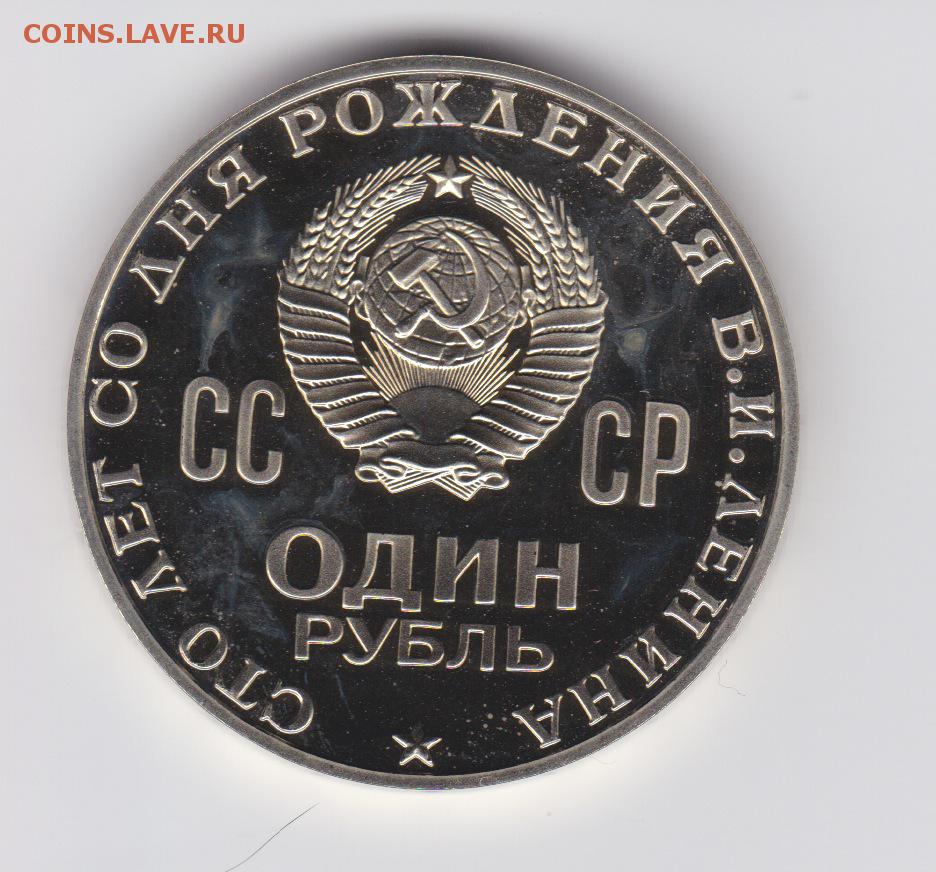 COINS.LAVE.RU
СТО ЛЕТ СО ДНЯ РОЖДЕНИЯ В.И.ЛЕНИНА
СС СР
ОДИН
РУБЛЬ